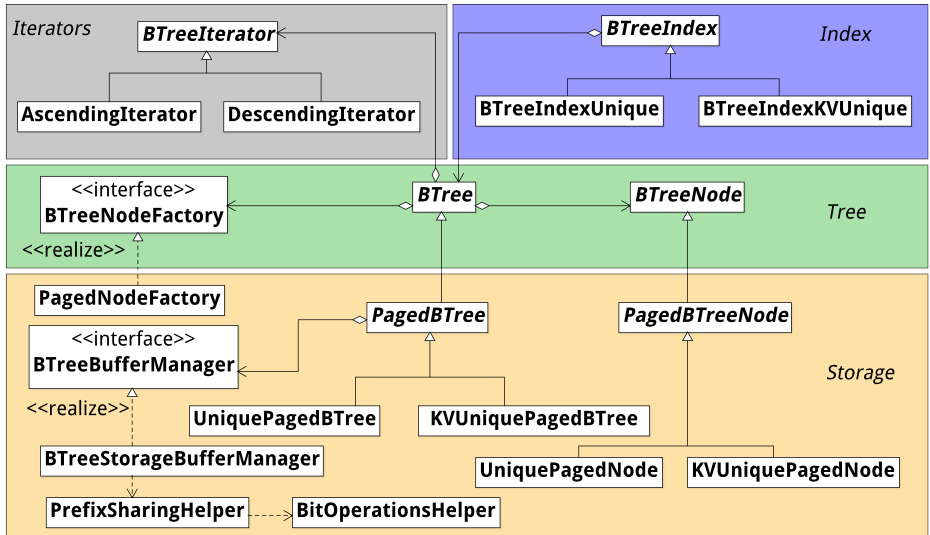 Iterators
BTreeIterator
AscendingIterator
DescendingIterator
BTreeIndex
Index
BTreeIndexUnique
BTreeIndexKVUnique
<<interface>>
BTreeNodeFactory
<<realize>>
BTree
BTreeNode
Tree
PagedNodeFactory
<<interface>>
BTreeBufferManager
<<realize>>
PagedBTree
PagedBTreeNode
Storage
UniquePagedBTree
KVUniquePagedBTree
BTreeStorageBufferManager
UniquePagedNode
KVUniquePagedNode
PrefixSharingHelper
BitOperationsHelper